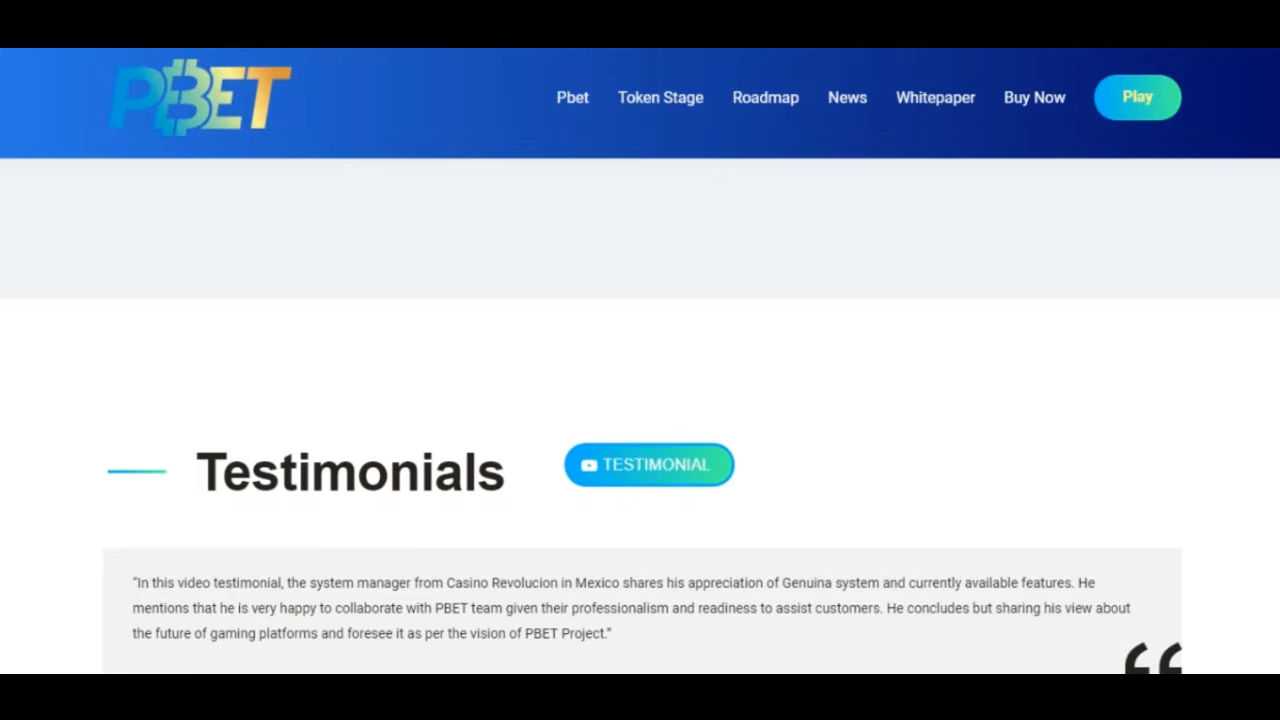 PBET
Pbet Token Stage Roadmap News Whitepaper Buy Now Play
Testimonials
TESTIMONIAL
“In this video testimonial, the system manager from Casino Revolucion in Mexico shares his appreciation of Genuina system and currently available features. He
mentions that he is very happy to collaborate with PBET team given their professionalism and readiness to assist customers. He concludes but sharing his view about
the future of gaming platforms and foresee it as per the vision of PBET Project.”